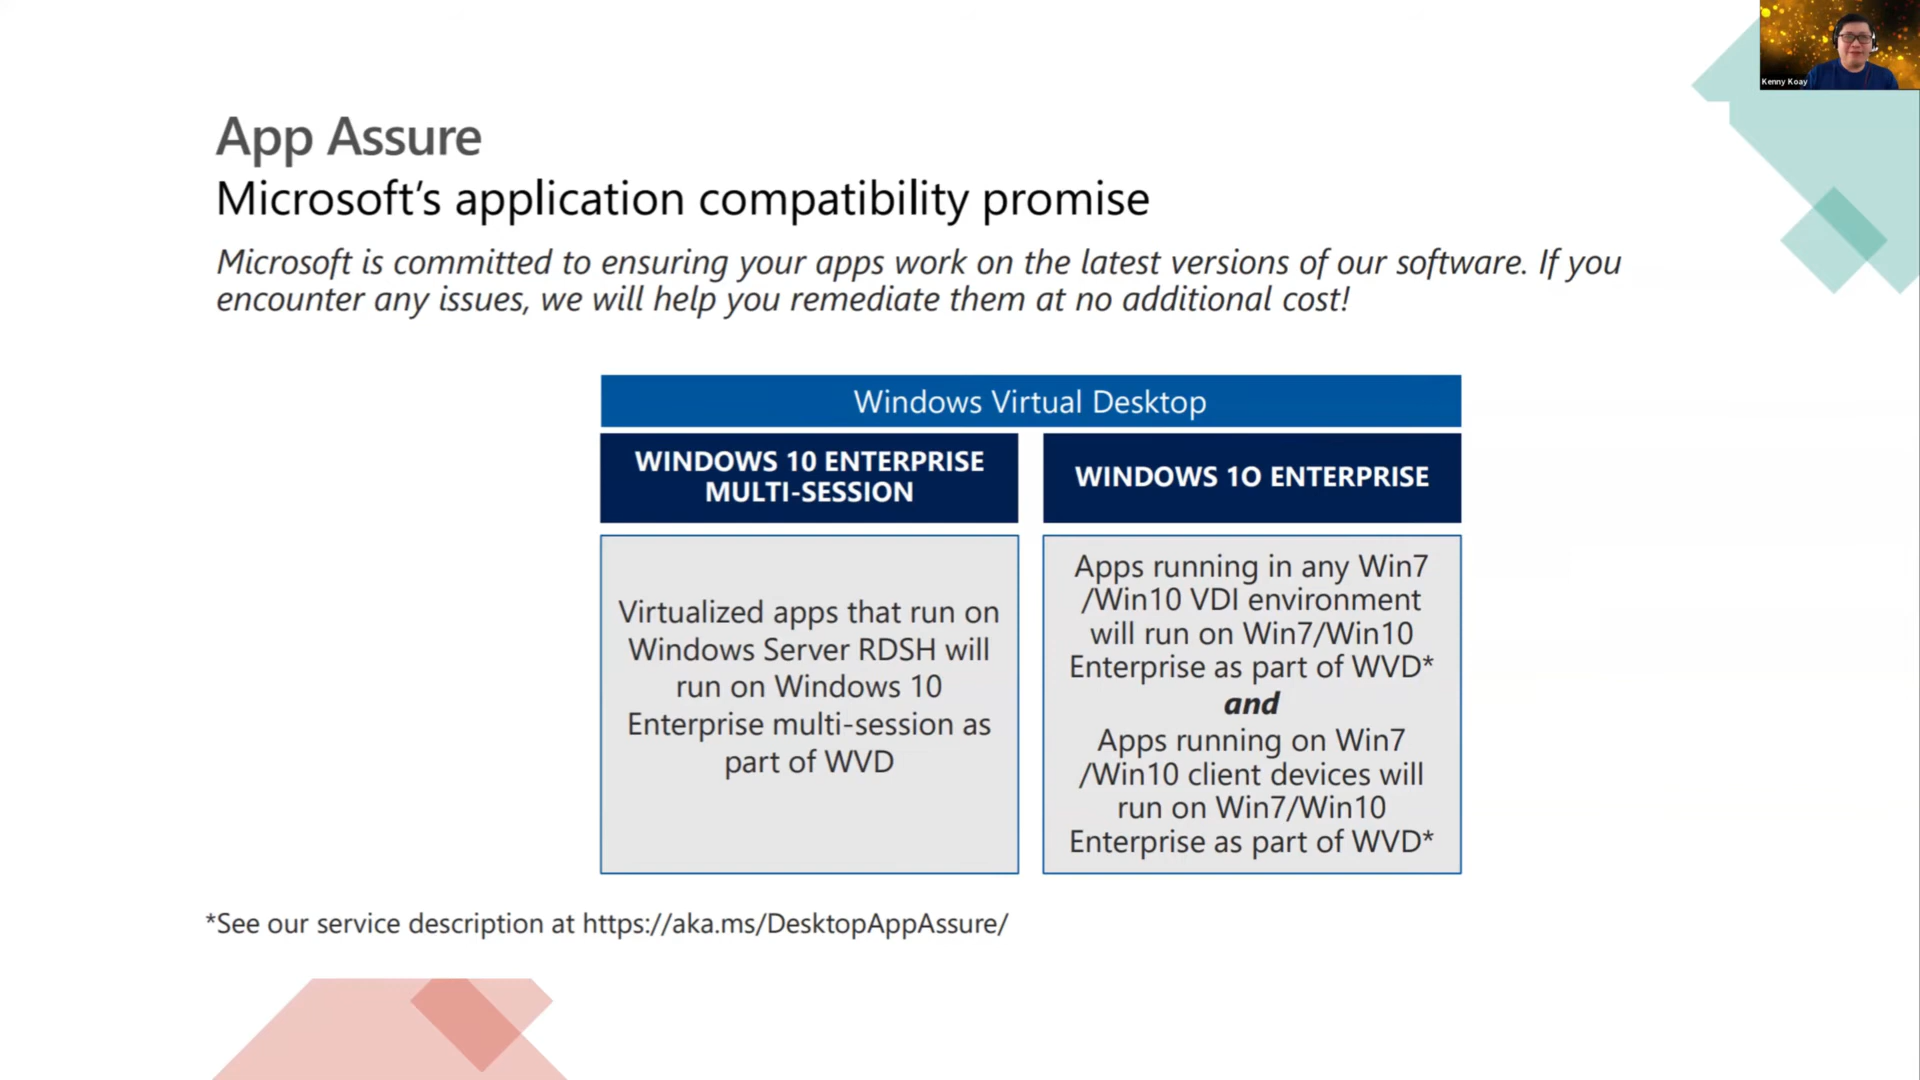 Kenny Koay
App Assure
Microsoft's application compatibility promise
Microsoft is committed to ensuring your apps work on the latest versions of our software. If you
encounter any issues, we will help you remediate them at no additional cost!
Windows Virtual Desktop
WINDOWS 10 ENTERPRISE
MULTI-SESSION
Virtualized apps that run on
Windows Server RDSH will
run on Windows 10
Enterprise multi-session as
part of WVD
WINDOWS 1O ENTERPRISE
Apps running in any Win7
/Win10 VDI environment
will run on Win7/Win10
Enterprise as part of WVD*
and
Apps running on Win7
/Win10 client devices will
run on Win7/Win10
Enterprise as part of WVD*
*See our service description at https://aka.ms/DesktopAppAssure/